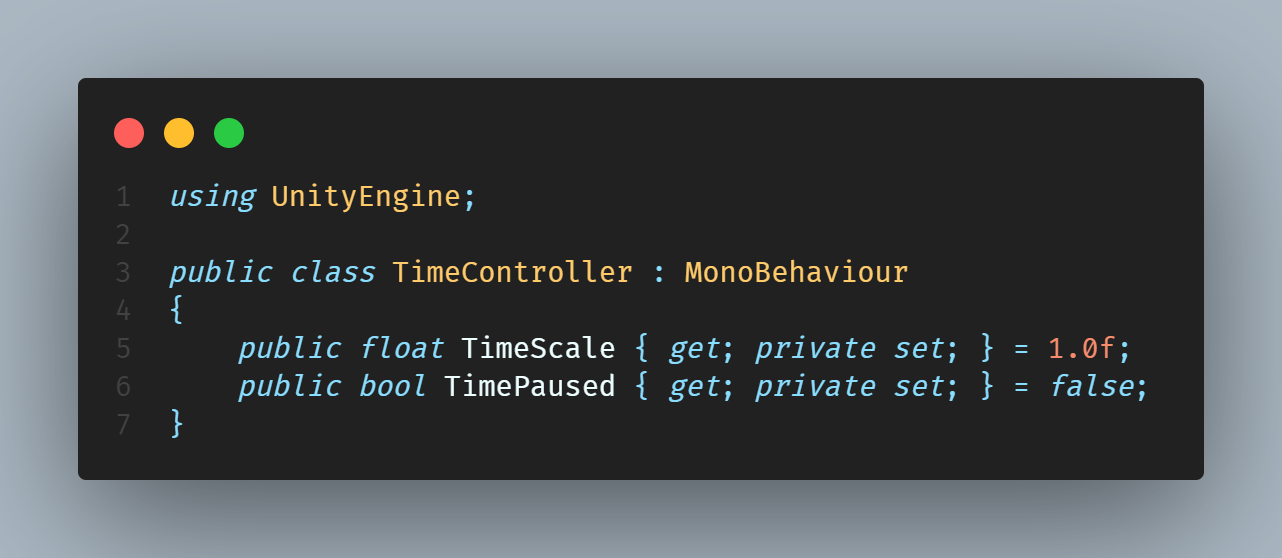 1 using UnityEngine;
2
3 public class TimeController : MonoBehaviour
4 {
5     public float TimeScale { get; private set; } = 1.0f;
6     public bool TimePaused { get; private set; } = false;
7 }